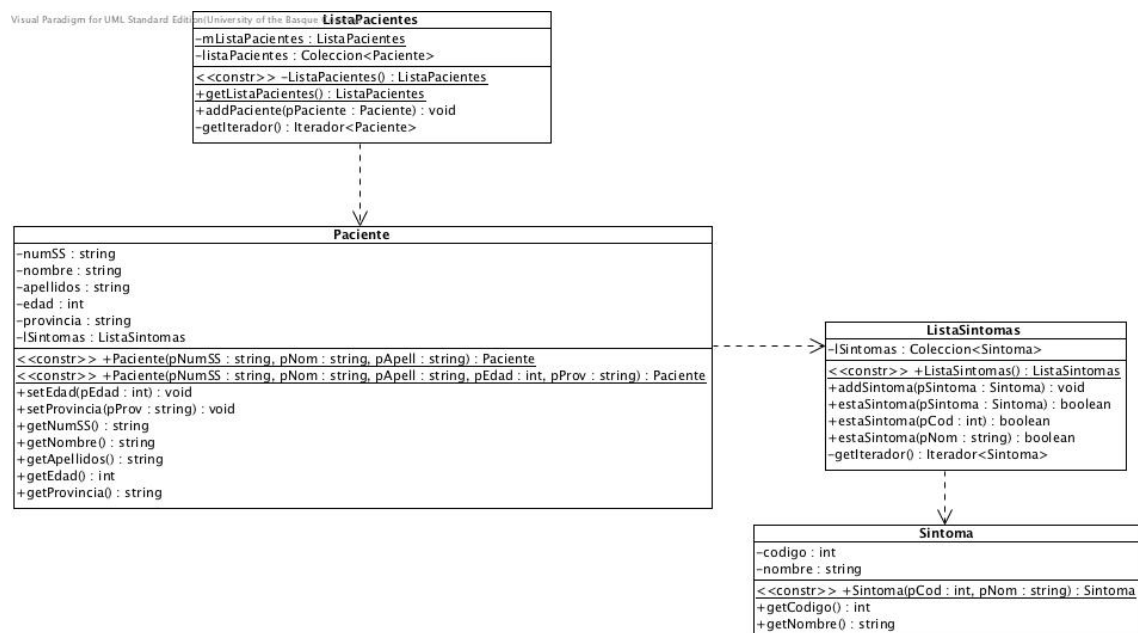 Visual Paradigm for UML Standard Edition(University of the Basque
ListaPacientes
-mListaPacientes : ListaPacientes
-listaPacientes : Coleccion<Paciente>
<<constr>> -ListaPacientes() : ListaPacientes
+getListaPacientes() : ListaPacientes
+addPaciente(pPaciente : Paciente) : void
-getIterador() : Iterador<Paciente>
Paciente
-numSS : string
-nombre : string
-apellidos : string
-edad : int
-provincia : string
-lSintomas : ListaSintomas
<<constr>> +Paciente(pNumSS : string, pNom : string, pApell : string) : Paciente
<<constr>> +Paciente(pNumSS : string, pNom : string, pApell : string, pEdad : int, pProv : string) : Paciente
+setEdad(pEdad : int) : void
+setProvincia(pProv : string) : void
+getNumSS() : string
+getNombre() : string
+getApellidos() : string
+getEdad() : int
+getProvincia() : string
ListaSintomas
-lSintomas : Coleccion<Sintoma>
<<constr>> +ListaSintomas() : ListaSintomas
+addSintoma(pSintoma : Sintoma) : void
+estaSintoma(pSintoma : Sintoma) : boolean
+estaSintoma(pCod : int) : boolean
+estaSintoma(pNom : string) : boolean
-getIterador() : Iterador<Sintoma>
Sintoma
-codigo : int
-nombre : string
<<constr>> +Sintoma(pCod : int, pNom : string) : Sintoma
+getCodigo() : int
+getNombre() : string